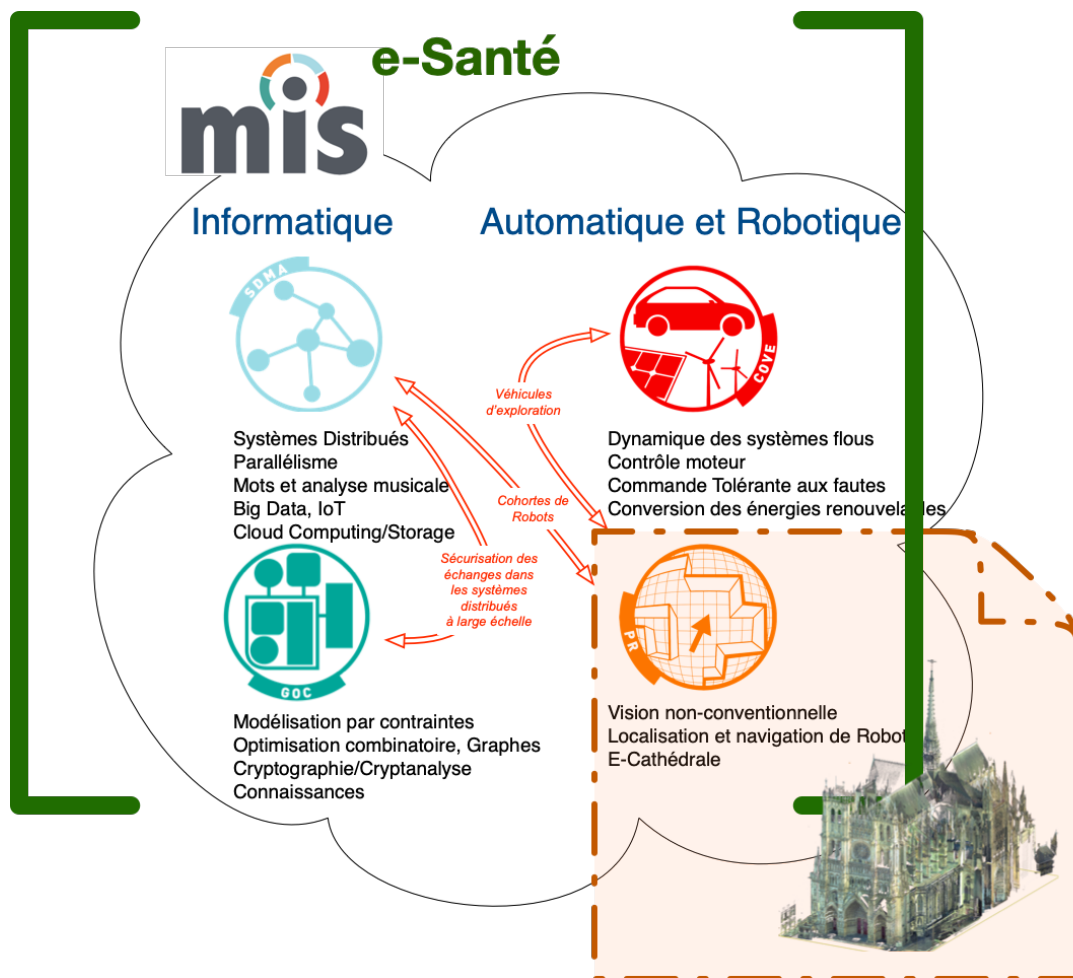 e-Santé
mis
Informatique
Automatique et Robotique
SDMA
COVE
Véhicules
d'exploration
Systèmes Distribués
Parallélisme
Mots et analyse musicale
Big Data, IoT
Cloud Computing/Storage
Dynamique des systèmes flous
Contrôle moteur
Commande Tolérante aux fautes
Conversion des énergies renouvelables
Cohortes de
Robots
Sécurisation des
échanges dans
les systèmes
distribués
à large échelle
GOC
PR
Modélisation par contraintes
Optimisation combinatoire, Graphes
Cryptographie/Cryptanalyse
Connaissances
Vision non-conventionnelle
Localisation et navigation de Robot
E-Cathédrale